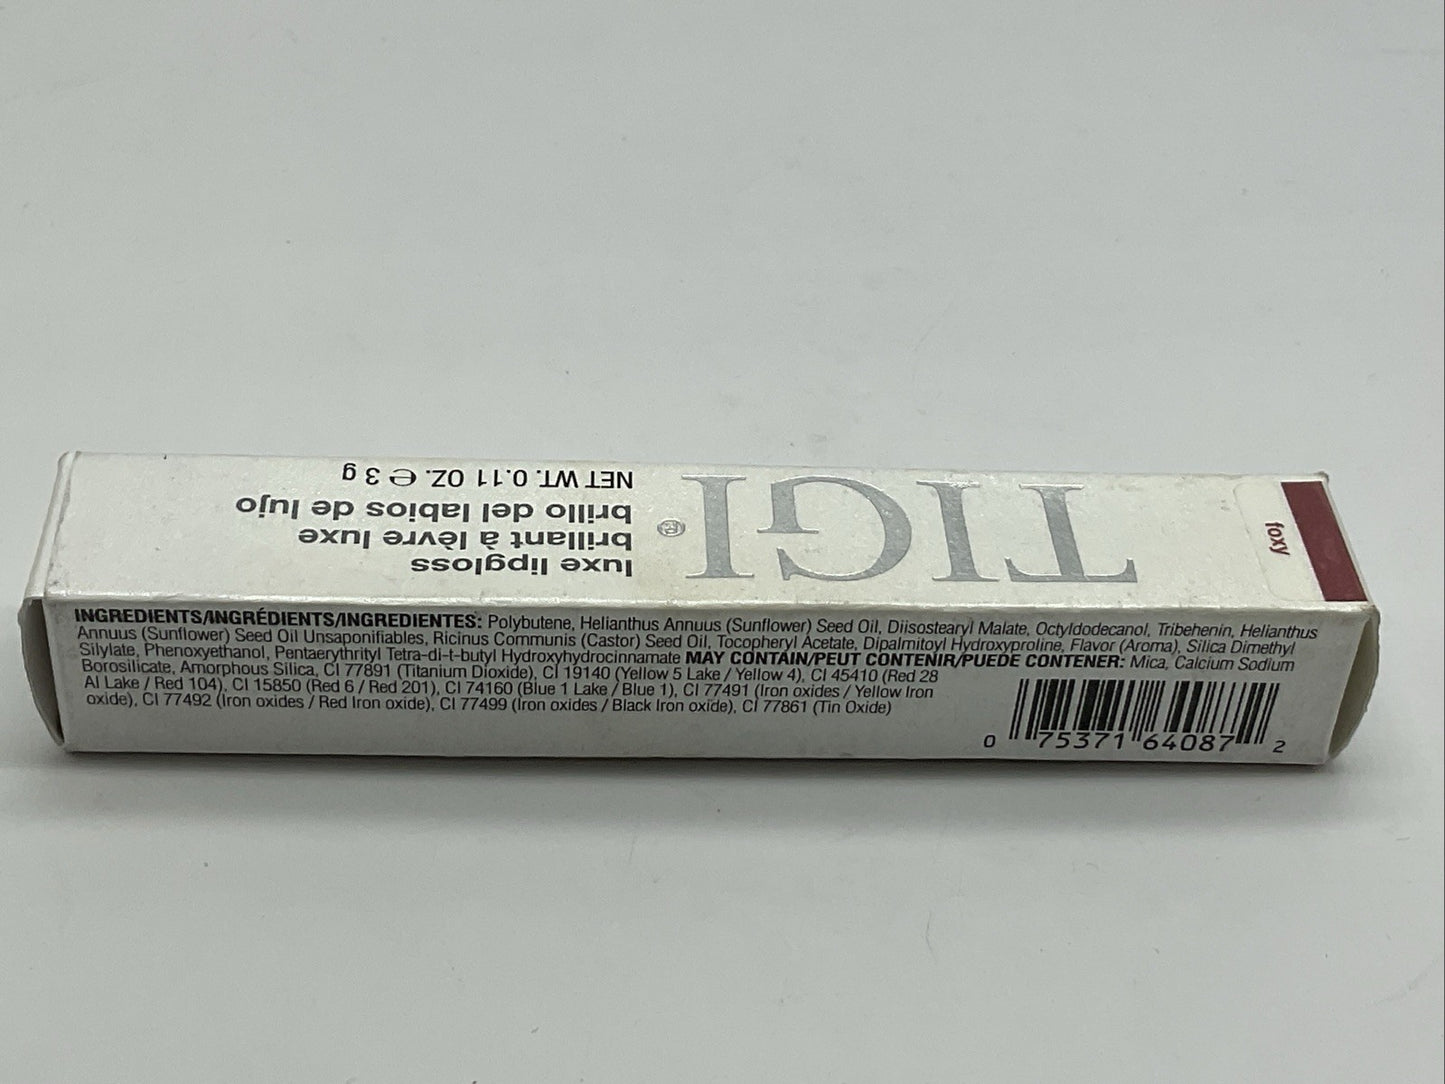 TIGI®
luxe lipgloss
brillant à lèvre luxe
brillo del labios de lujo
NET WT. 0.11 OZ. ℮ 3 g
foxy
INGREDIENTS/INGRÉDIENTS/INGREDIENTES: Polybutene, Helianthus Annuus (Sunflower) Seed Oil, Diisostearyl Malate, Octyldodecanol, Tribehenin, Helianthus
Annuus (Sunflower) Seed Oil Unsaponifiables, Ricinus Communis (Castor) Seed Oil, Tocopheryl Acetate, Dipalmitoyl Hydroxyproline, Flavor (Aroma), Silica Dimethyl
Silylate, Phenoxyethanol, Pentaerythrityl Tetra-di-t-butyl Hydroxyhydrocinnamate MAY CONTAIN/PEUT CONTENIR/PUEDE CONTENER: Mica, Calcium Sodium
Borosilicate, Amorphous Silica, CI 77891 (Titanium Dioxide), CI 19140 (Yellow 5 Lake / Yellow 4), CI 45410 (Red 28
Al Lake / Red 104), CI 15850 (Red 6 / Red 201), CI 74160 (Blue 1 Lake / Blue 1), CI 77491 (Iron oxides / Yellow Iron
oxide), CI 77492 (Iron oxides / Red Iron oxide), CI 77499 (Iron oxides / Black Iron oxide), CI 77861 (Tin Oxide)
0 75371 64087 2